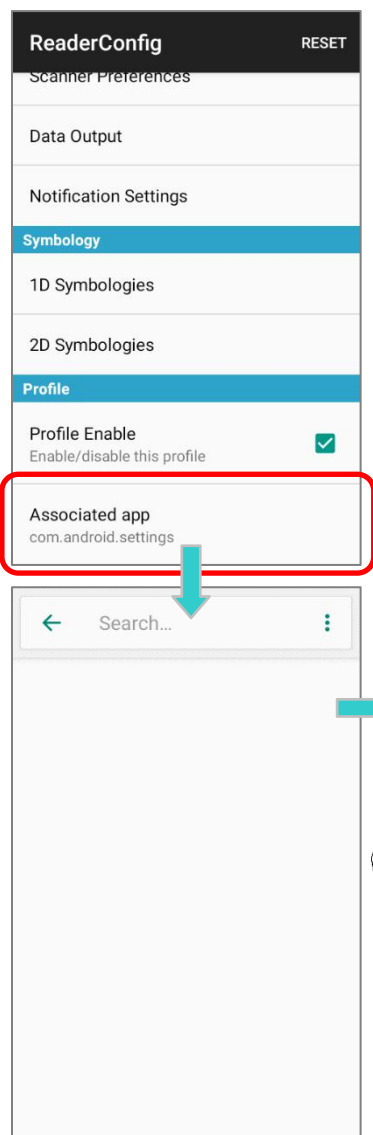 ReaderConfig RESET
Scanner Preferences
Data Output
Notification Settings
Symbology
1D Symbologies
2D Symbologies
Profile
Profile Enable
Enable/disable this profile
Associated app
com.android.settings
Search...